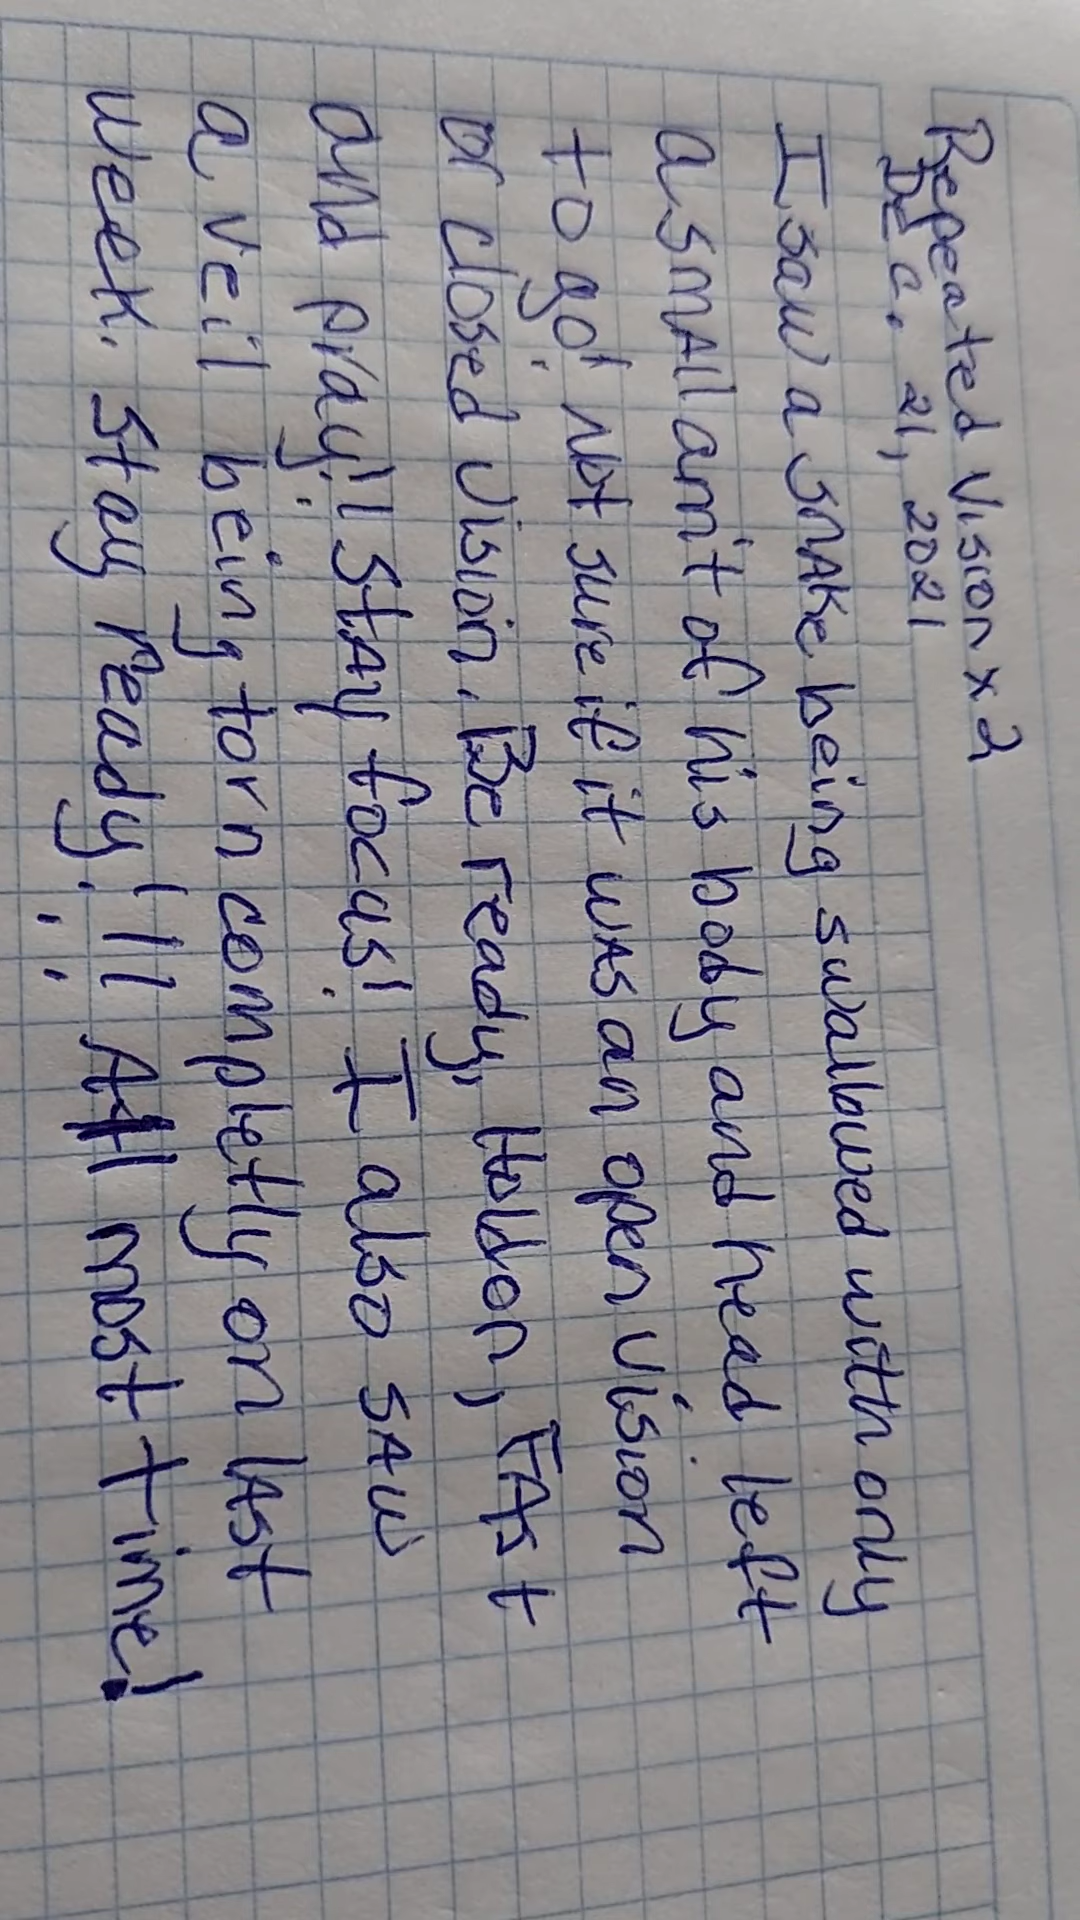 Repeated Vision x 2
Dec. 21, 2021
I saw a snake being swallowed with only
a small am't of his body and head left
to go! Not sure if it was an open vision
or closed vision. Be ready, Hold on, Fast
and pray!! Stay focus! I also saw
a veil being torn completly on last
week. Stay ready!!! All most time!